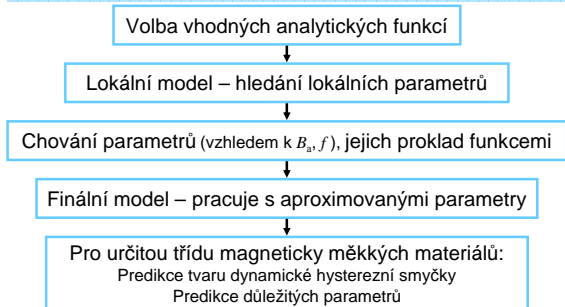 Volba vhodných analytických funkcí
Lokální model – hledání lokálních parametrů
Chování parametrů (vzhledem k Bₐ, f), jejich proklad funkcemi
Finální model – pracuje s aproximovanými parametry
Pro určitou třídu magneticky měkkých materiálů:
Predikce tvaru dynamické hysterezní smyčky
Predikce důležitých parametrů